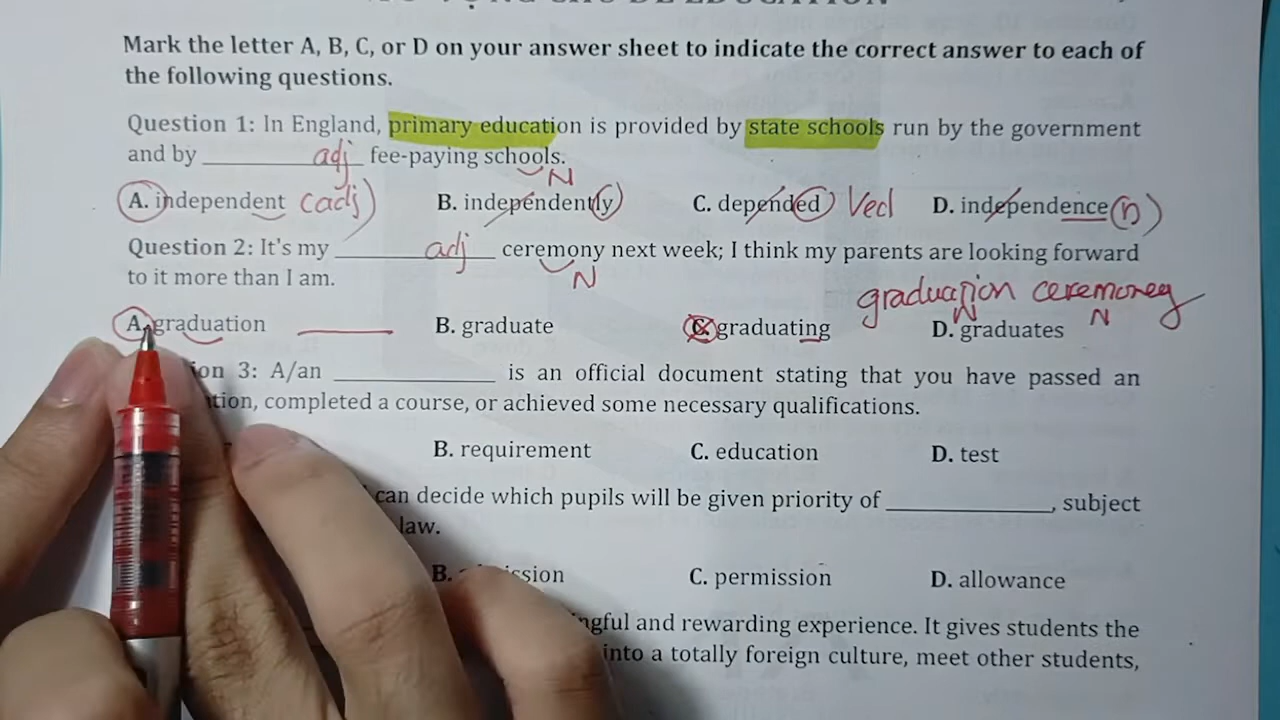 Mark the letter A, B, C, or D on your answer sheet to indicate the correct answer to each of
the following questions.
Question 1: In England, primary education is provided by state schools run by the government
and by ____________ adj fee-paying schools.
N
A. independent (adj) B. independently C. depended Ved D. independence (n)
Question 2: It's my ____________ adj ceremony next week; I think my parents are looking forward
N
to it more than I am.
graduation ceremoney
N N
A. graduation B. graduate C. graduating D. graduates
3: A/an ____________ is an official document stating that you have passed an
completed a course, or achieved some necessary qualifications.
B. requirement C. education D. test
can decide which pupils will be given priority of ____________, subject
law.
B. C. permission D. allowance
and rewarding experience. It gives students the
into a totally foreign culture, meet other students,